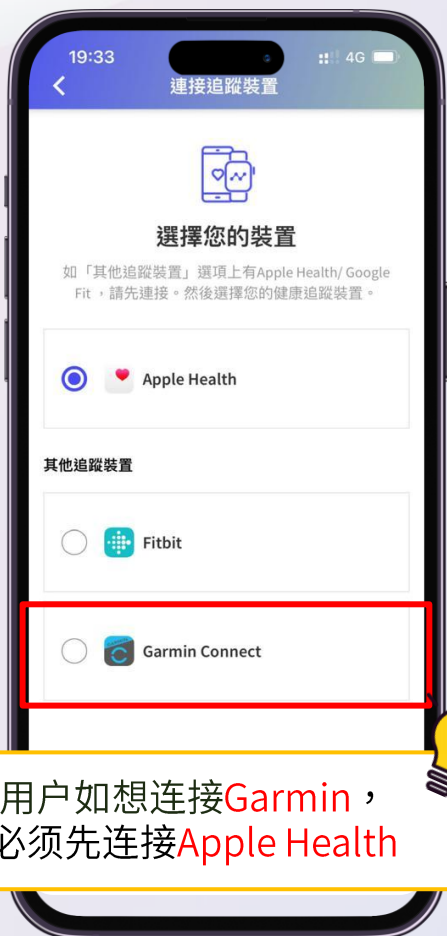 19:33
4G
連接追蹤裝置
選擇您的裝置
如「其他追蹤裝置」選項上有Apple Health/ Google
Fit ，請先連接。然後選擇您的健康追蹤裝置。
Apple Health
其他追蹤裝置
Fitbit
Garmin Connect
用户如想连接Garmin，
必须先连接Apple Health